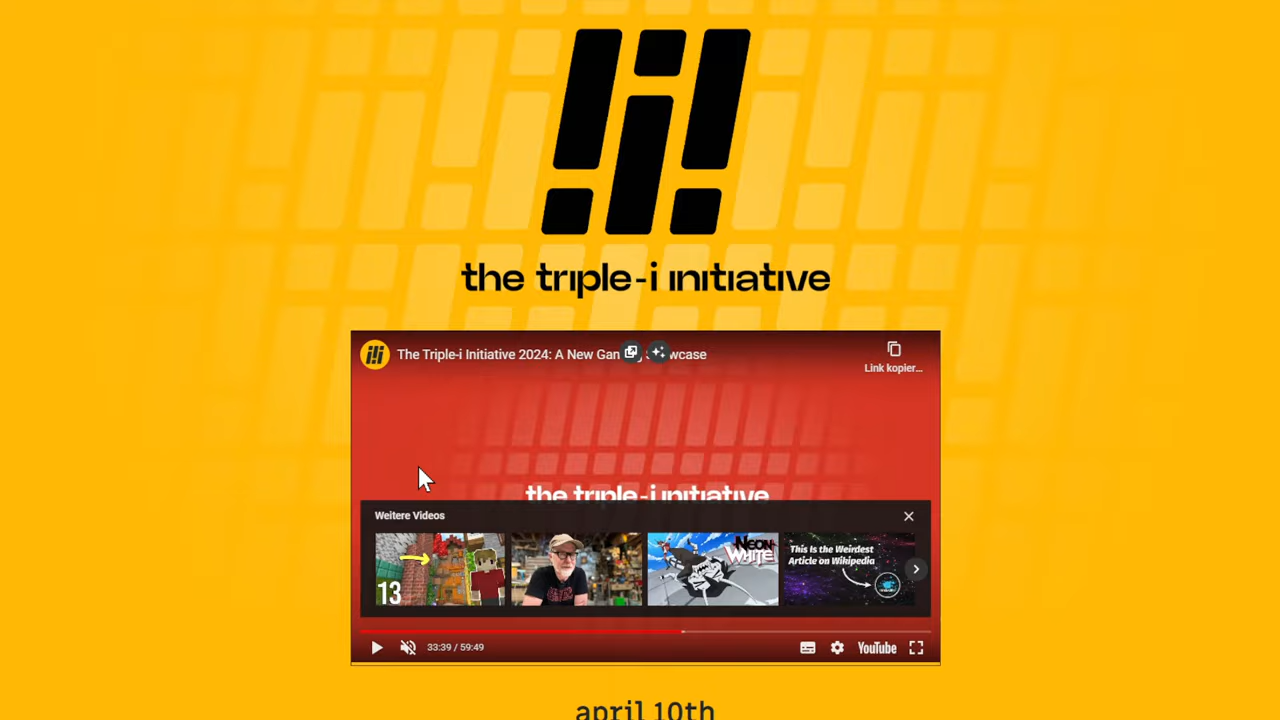 the triple-i initiative
The Triple-i Initiative 2024: A New Gam
wcase
Link kopier...
the triple-i initiative
Weitere Videos
13
NEON WHITE
This Is the Weirdest
Article on Wikipedia
33:39 / 59:49
YouTube
april 10th